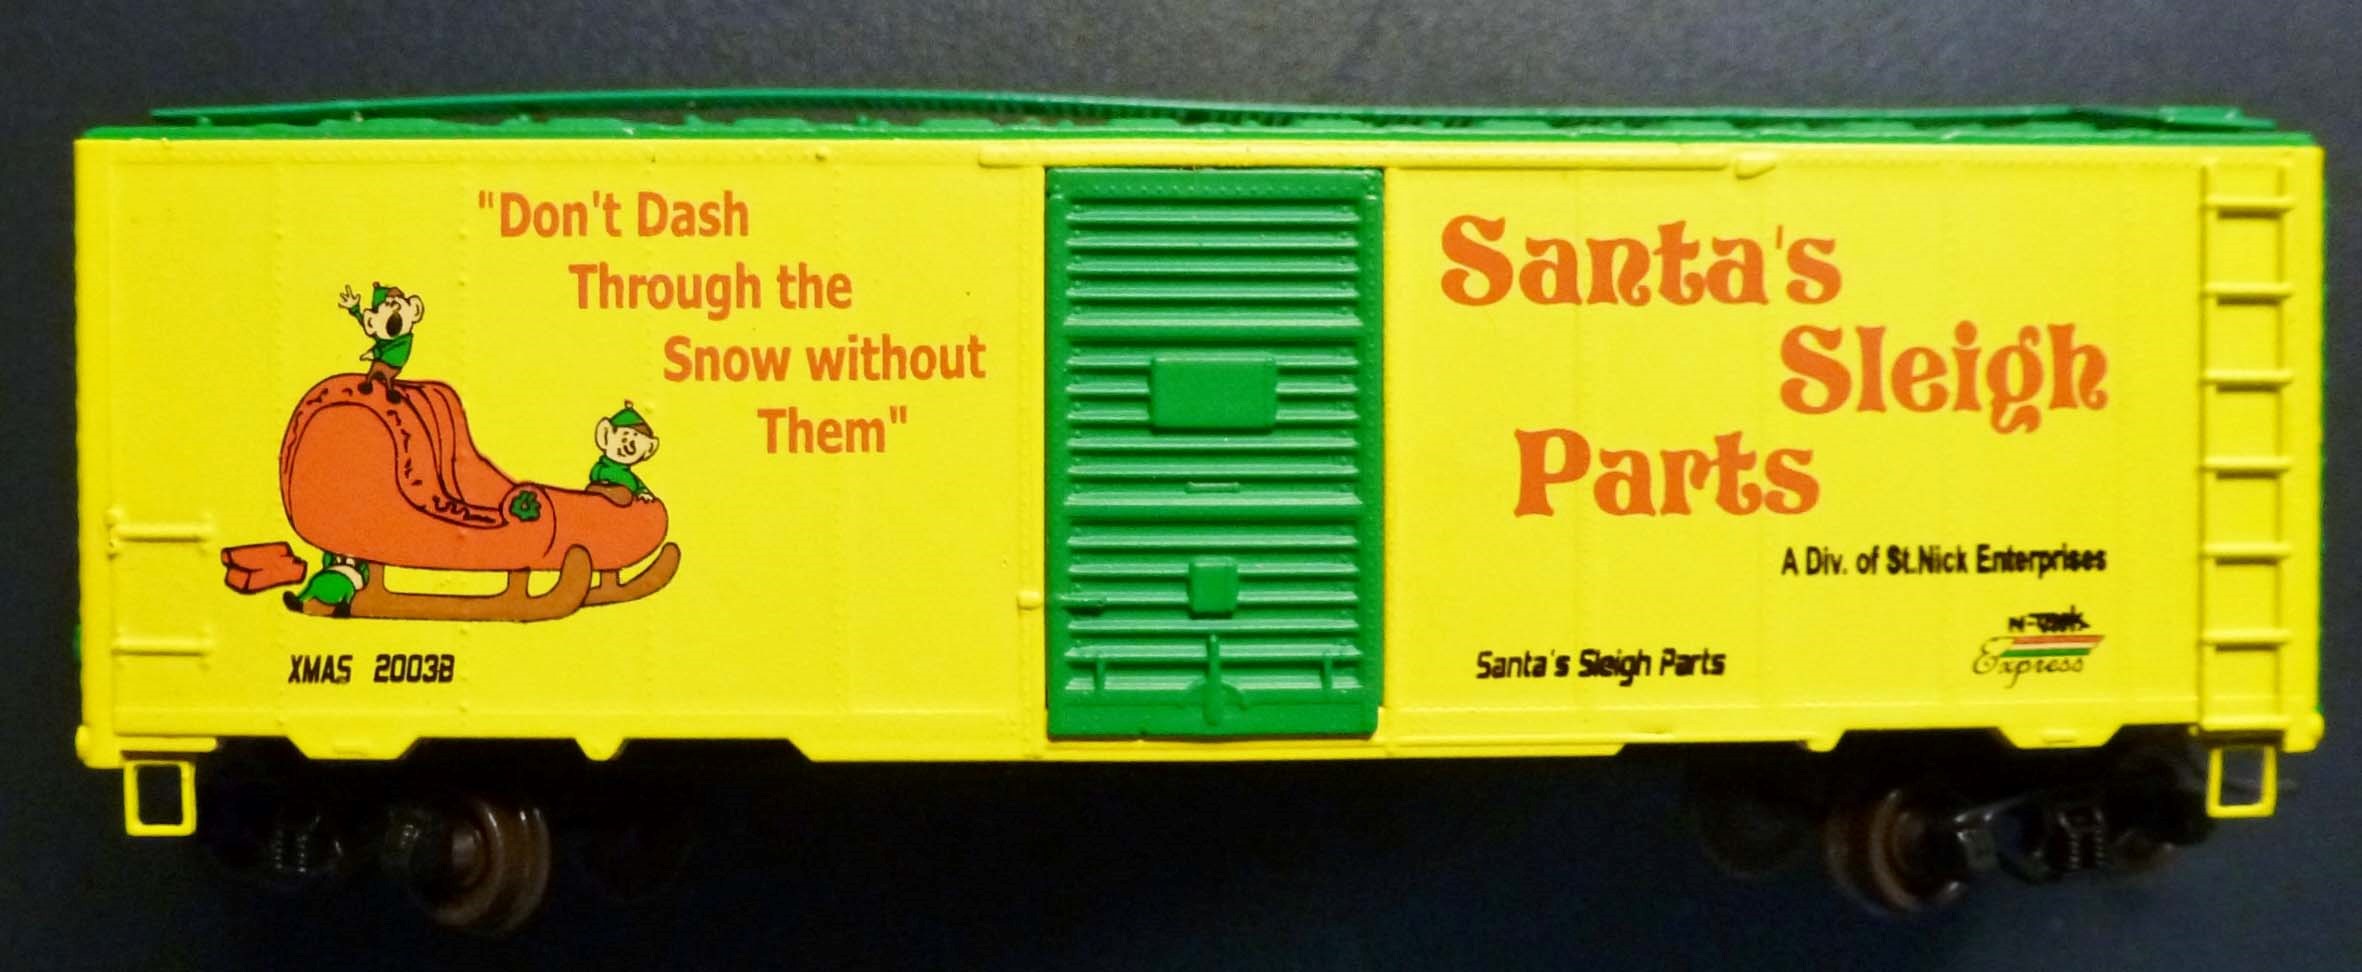 "Don't Dash
Through the
Snow without
Them"
XMAS 2003B
Santa's
Sleigh
Parts
A Div. of St.Nick Enterprises
Santa's Sleigh Parts
Express